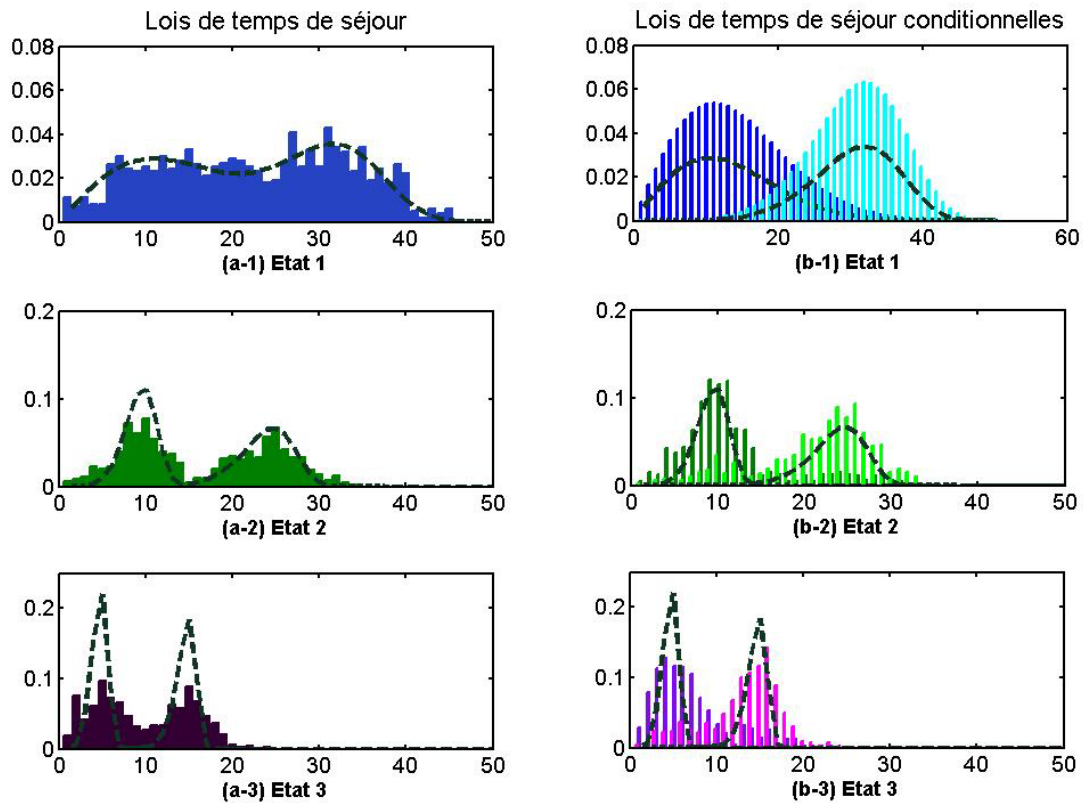 Lois de temps de séjour
0.08
0.06
0.04
0.02
0
0 10 20 30 40 50
(a-1) Etat 1
Lois de temps de séjour conditionnelles
0.08
0.06
0.04
0.02
0
0 20 40 60
(b-1) Etat 1
0.2
0.1
0
0 10 20 30 40 50
(a-2) Etat 2
0.2
0.1
0
0 10 20 30 40 50
(b-2) Etat 2
0.2
0.1
0
0 10 20 30 40 50
(a-3) Etat 3
0.2
0.1
0
0 10 20 30 40 50
(b-3) Etat 3